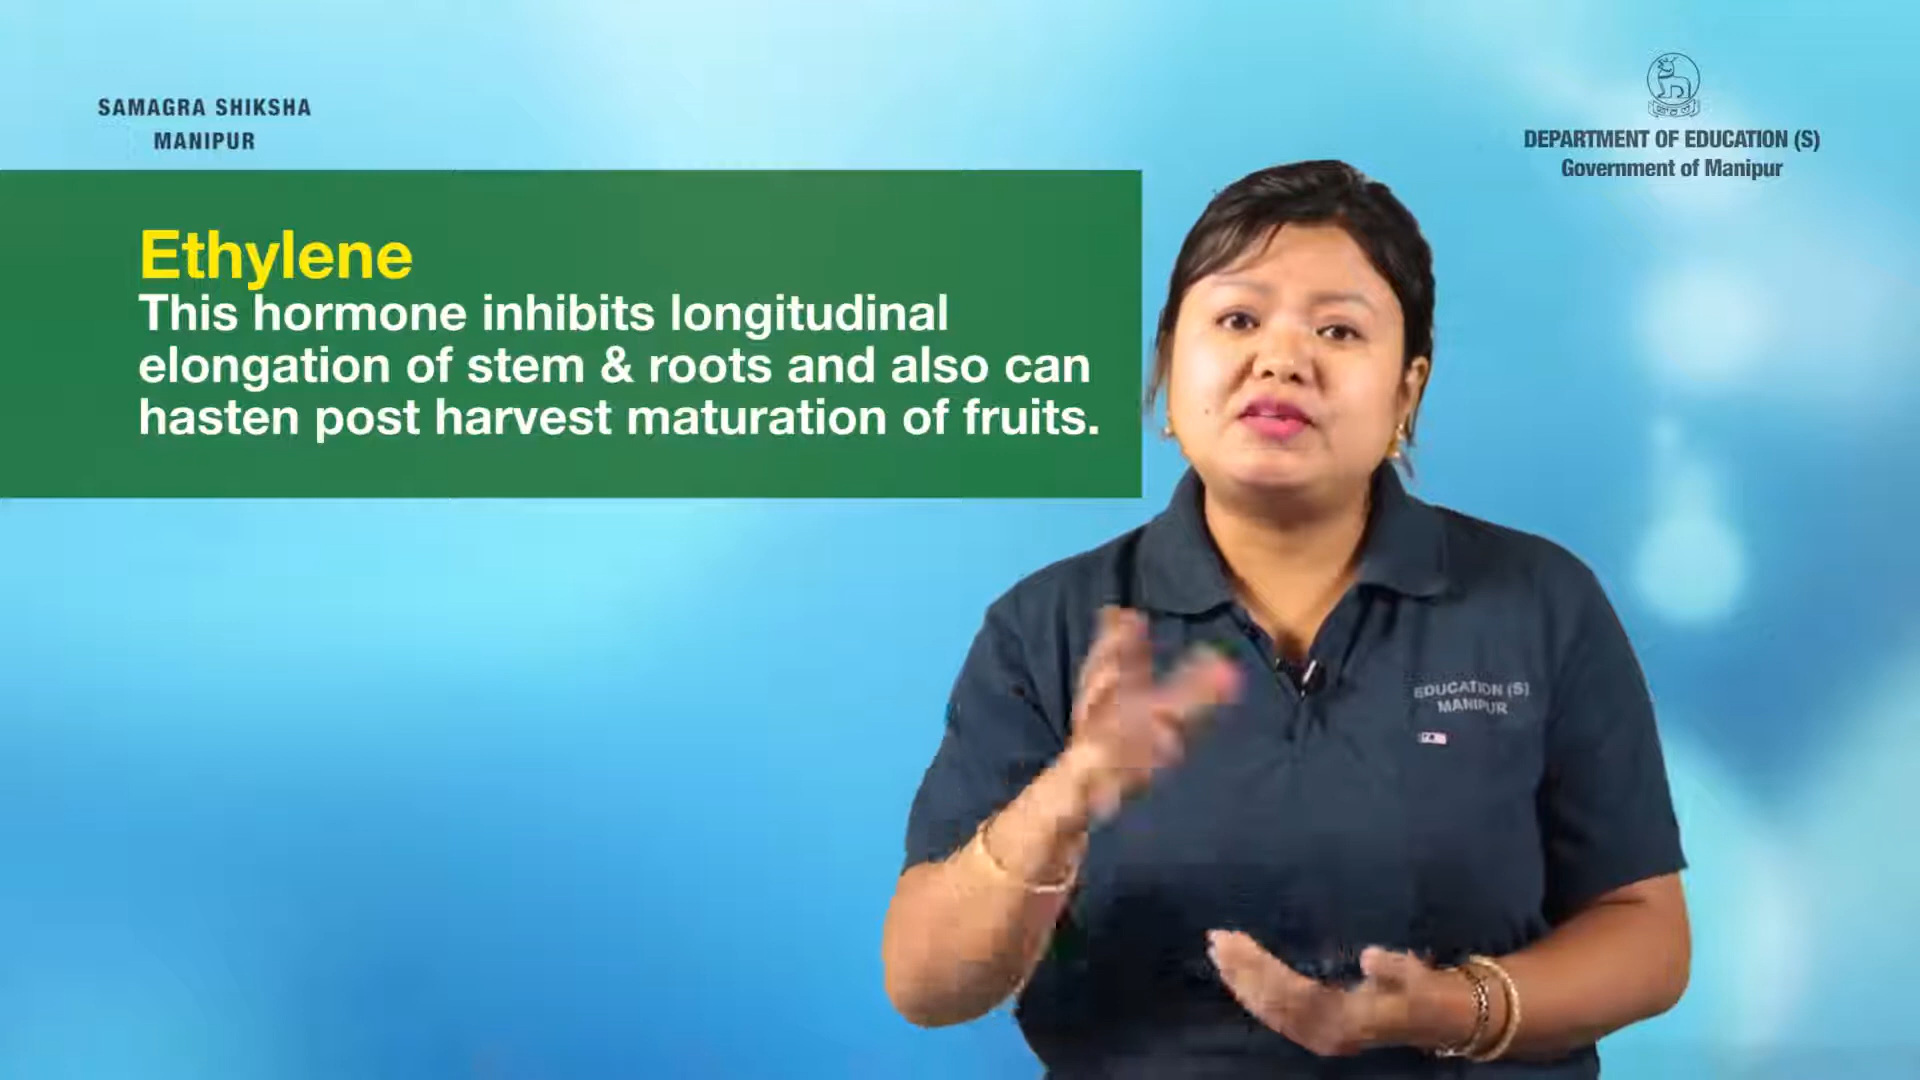 SAMAGRA SHIKSHA
MANIPUR
DEPARTMENT OF EDUCATION (S)
Government of Manipur
Ethylene
This hormone inhibits longitudinal
elongation of stem & roots and also can
hasten post harvest maturation of fruits.
EDUCATION (S)
MANIPUR